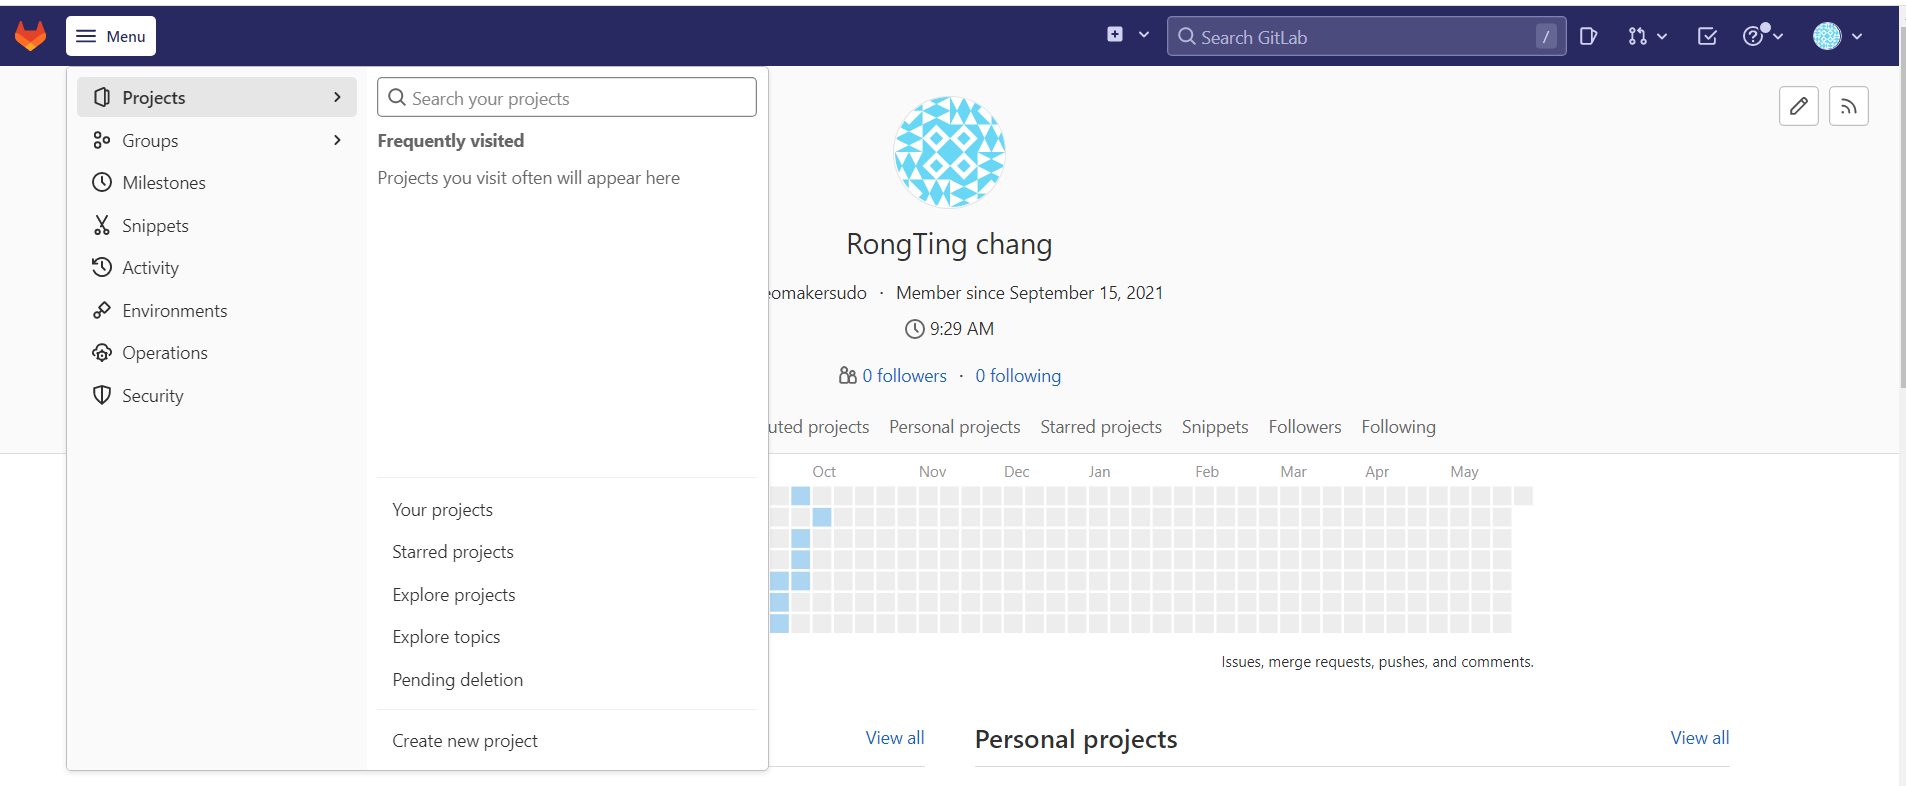 Menu
Search GitLab
/
Projects
Groups
Milestones
Snippets
Activity
Environments
Operations
Security
Search your projects
Frequently visited
Projects you visit often will appear here
Your projects
Starred projects
Explore projects
Explore topics
Pending deletion
Create new project
RongTing chang
eomakersudo · Member since September 15, 2021
9:29 AM
0 followers · 0 following
uted projects Personal projects Starred projects Snippets Followers Following
Oct Nov Dec Jan Feb Mar Apr May
Issues, merge requests, pushes, and comments.
View all
Personal projects
View all